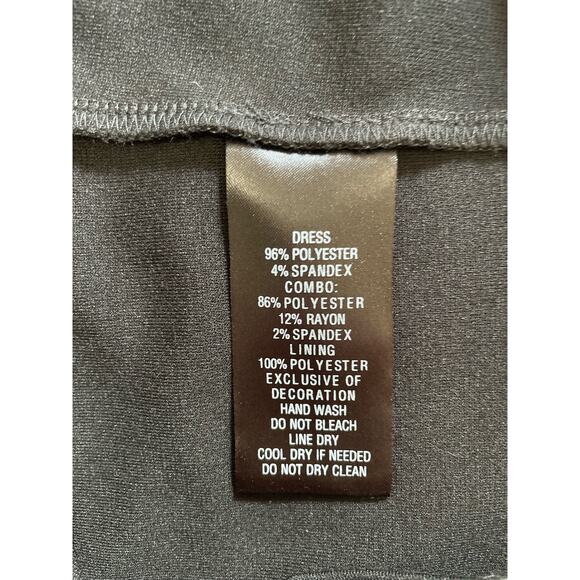 DRESS
96% POLYESTER
4% SPANDEX
COMBO:
86% POLYESTER
12% RAYON
2% SPANDEX
LINING
100% POLYESTER
EXCLUSIVE OF
DECORATION
HAND WASH
DO NOT BLEACH
LINE DRY
COOL DRY IF NEEDED
DO NOT DRY CLEAN